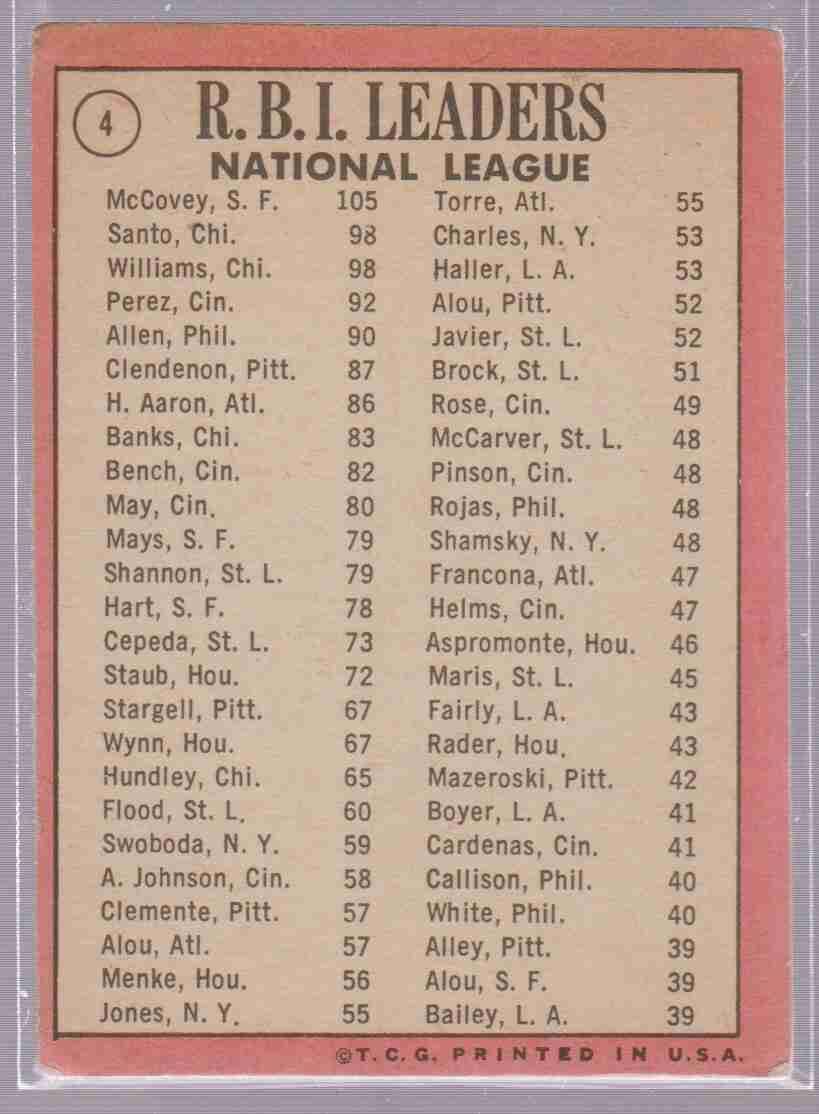 4
R. B. I. LEADERS
NATIONAL LEAGUE
McCovey, S. F. 105
Santo, Chi. 98
Williams, Chi. 98
Perez, Cin. 92
Allen, Phil. 90
Clendenon, Pitt. 87
H. Aaron, Atl. 86
Banks, Chi. 83
Bench, Cin. 82
May, Cin. 80
Mays, S. F. 79
Shannon, St. L. 79
Hart, S. F. 78
Cepeda, St. L. 73
Staub, Hou. 72
Stargell, Pitt. 67
Wynn, Hou. 67
Hundley, Chi. 65
Flood, St. L. 60
Swoboda, N. Y. 59
A. Johnson, Cin. 58
Clemente, Pitt. 57
Alou, Atl. 57
Menke, Hou. 56
Jones, N. Y. 55
Torre, Atl. 55
Charles, N. Y. 53
Haller, L. A. 53
Alou, Pitt. 52
Javier, St. L. 52
Brock, St. L. 51
Rose, Cin. 49
McCarver, St. L. 48
Pinson, Cin. 48
Rojas, Phil. 48
Shamsky, N. Y. 48
Francona, Atl. 47
Helms, Cin. 47
Aspromonte, Hou. 46
Maris, St. L. 45
Fairly, L. A. 43
Rader, Hou. 43
Mazeroski, Pitt. 42
Boyer, L. A. 41
Cardenas, Cin. 41
Callison, Phil. 40
White, Phil. 40
Alley, Pitt. 39
Alou, S. F. 39
Bailey, L. A. 39
©T. C. G. PRINTED IN U.S.A.